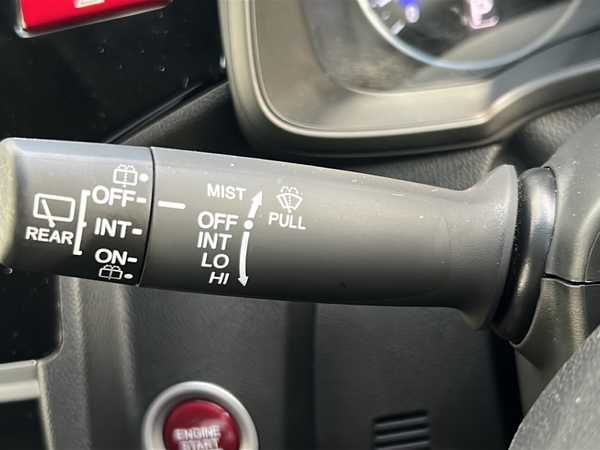 OFF
REAR
INT
ON
MIST
OFF
INT
LO
HI
PULL
ENGINE
START